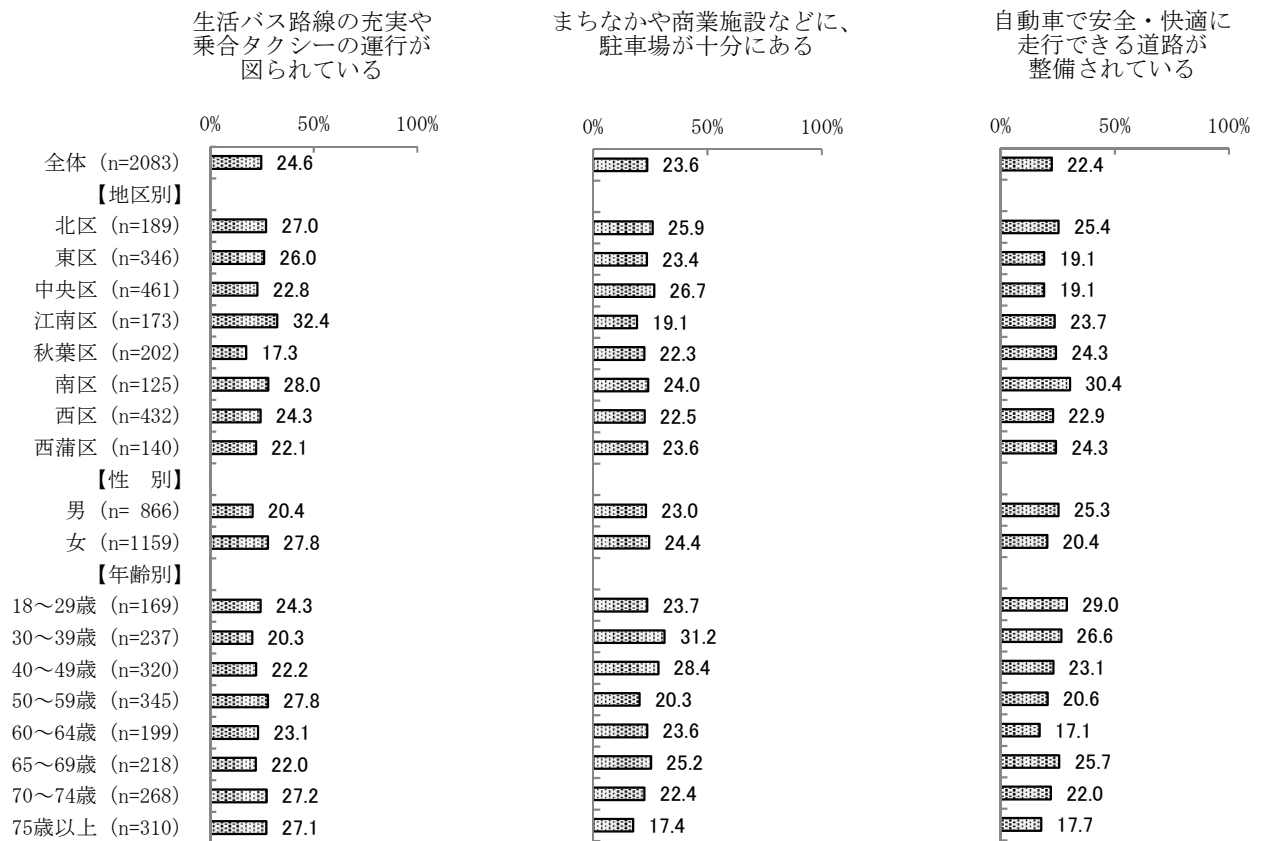 生活バス路線の充実や
乗合タクシーの運行が
図られている
まちなかや商業施設などに、
駐車場が十分にある
自動車で安全・快適に
走行できる道路が
整備されている
0% 50% 100% 0% 50% 100% 0% 50% 100%
全体 (n=2083) 24.6 23.6 22.4
【地区別】
北区 (n=189) 27.0 25.9 25.4
東区 (n=346) 26.0 23.4 19.1
中央区 (n=461) 22.8 26.7 19.1
江南区 (n=173) 32.4 19.1 23.7
秋葉区 (n=202) 17.3 22.3 24.3
南区 (n=125) 28.0 24.0 30.4
西区 (n=432) 24.3 22.5 22.9
西蒲区 (n=140) 22.1 23.6 24.3
【性　別】
男 (n= 866) 20.4 23.0 25.3
女 (n=1159) 27.8 24.4 20.4
【年齢別】
18～29歳 (n=169) 24.3 23.7 29.0
30～39歳 (n=237) 20.3 31.2 26.6
40～49歳 (n=320) 22.2 28.4 23.1
50～59歳 (n=345) 27.8 20.3 20.6
60～64歳 (n=199) 23.1 23.6 17.1
65～69歳 (n=218) 22.0 25.2 25.7
70～74歳 (n=268) 27.2 22.4 22.0
75歳以上 (n=310) 27.1 17.4 17.7